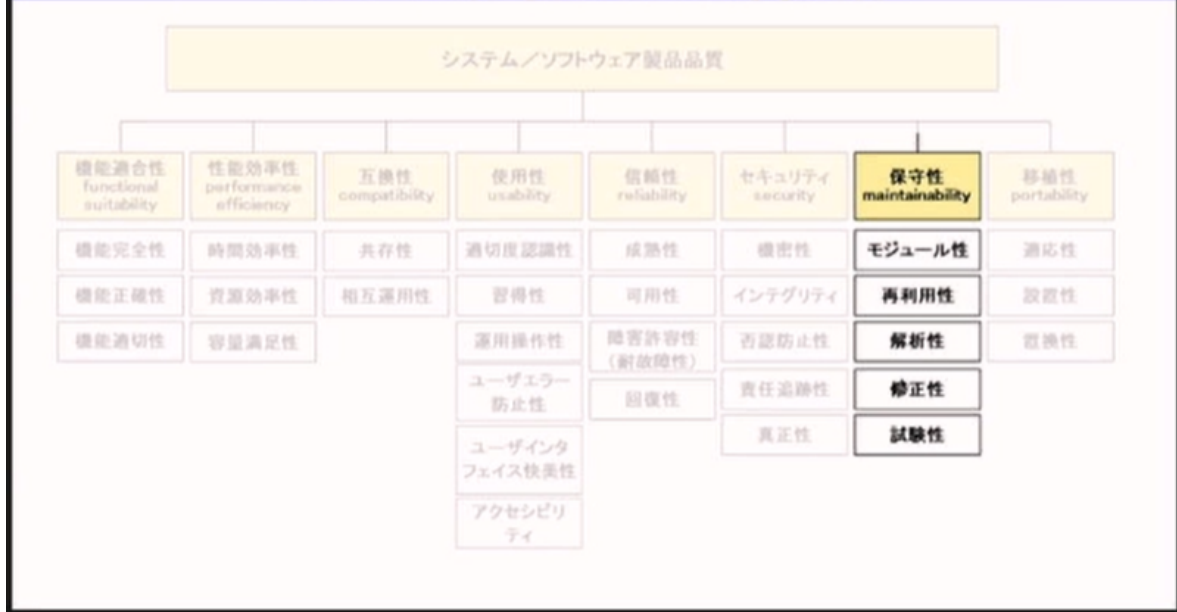 システム／ソフトウェア製品品質
機能適合性
functional
suitability
性能効率性
performance
efficiency
互換性
compatibility
使用性
usability
信頼性
reliability
セキュリティ
security
保守性
maintainability
移植性
portability
機能完全性
機能正確性
機能適切性
時間効率性
資源効率性
容量満足性
共存性
相互運用性
適切度認識性
習得性
運用操作性
ユーザエラー
防止性
ユーザインタ
フェイス快美性
アクセシビリ
ティ
成熟性
可用性
障害許容性
（耐故障性）
回復性
機密性
インテグリティ
否認防止性
責任追跡性
真正性
モジュール性
再利用性
解析性
修正性
試験性
適応性
設置性
置換性